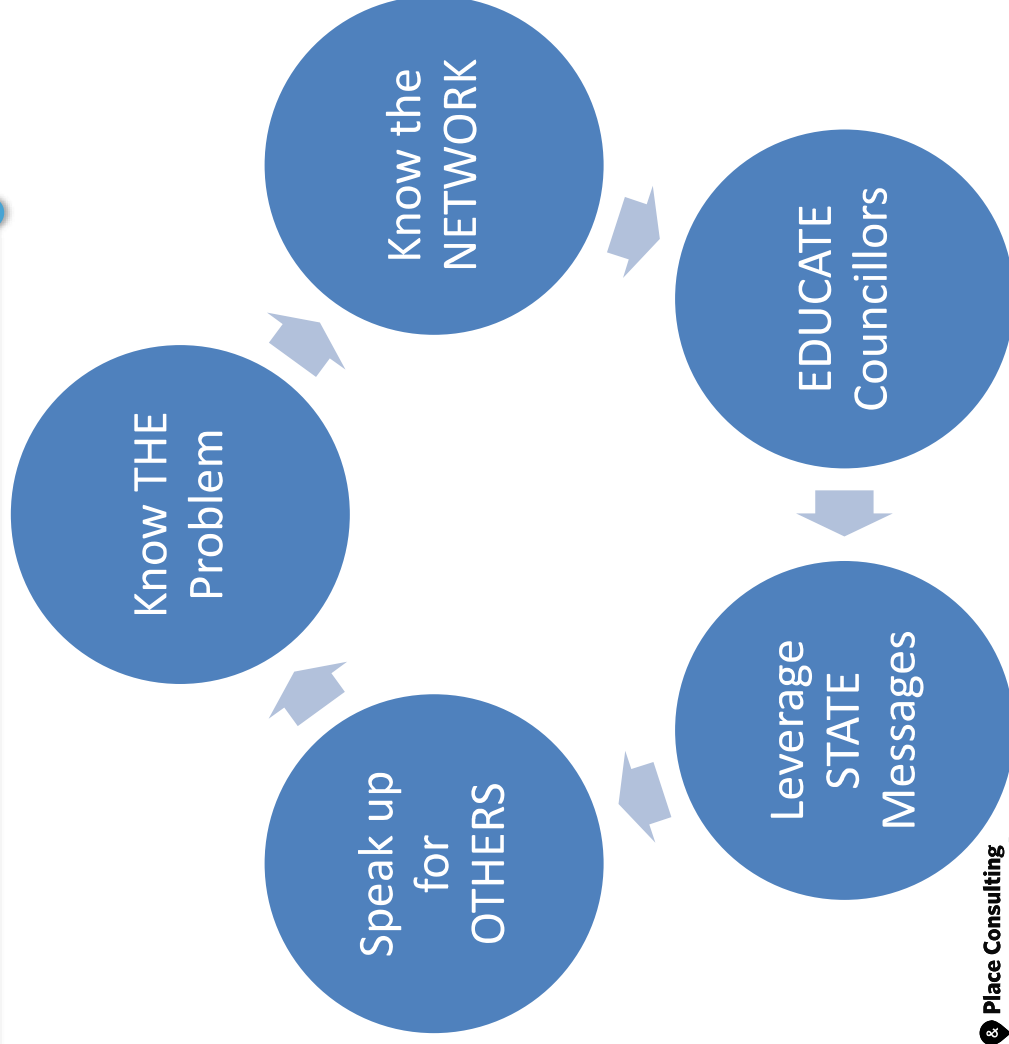 Know THE
Problem
Know the
NETWORK
EDUCATE
Councillors
Leverage
STATE
Messages
Speak up
for
OTHERS
& Place Consulting